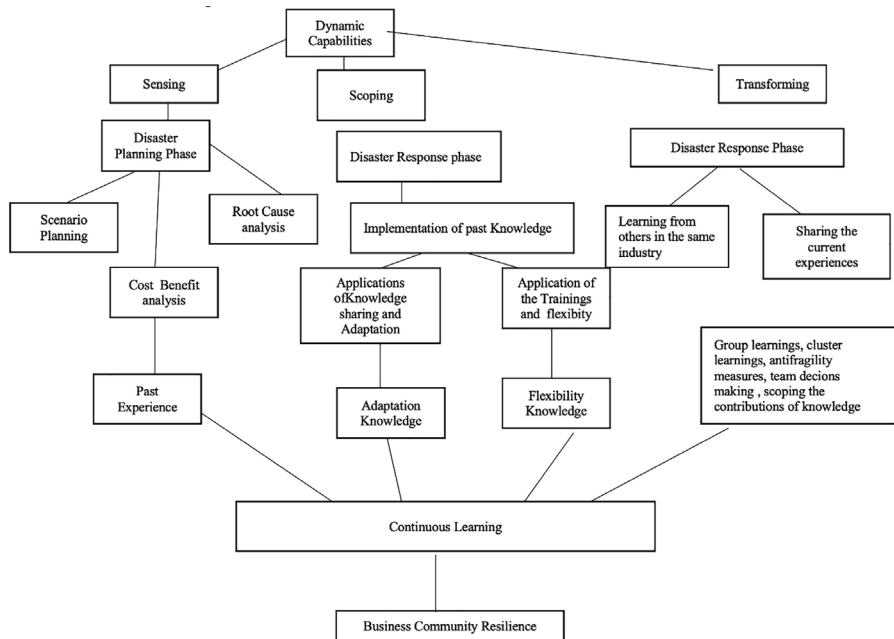 Dynamic
Capabilities
Sensing
Scoping
Transforming
Disaster
Planning Phase
Disaster Response phase
Disaster Response Phase
Scenario
Planning
Root Cause
analysis
Implementation of past Knowledge
Learning from
others in the same
industry
Sharing the
current
experiences
Cost Benefit
analysis
Applications
ofKnowledge
sharing and
Adaptation
Application of
the Trainings
and flexibity
Group learnings, cluster
learnings, antifragility
measures, team decions
making , scoping the
contributions of knowledge
Past
Experience
Adaptation
Knowledge
Flexibility
Knowledge
Continuous Learning
Business Community Resilience